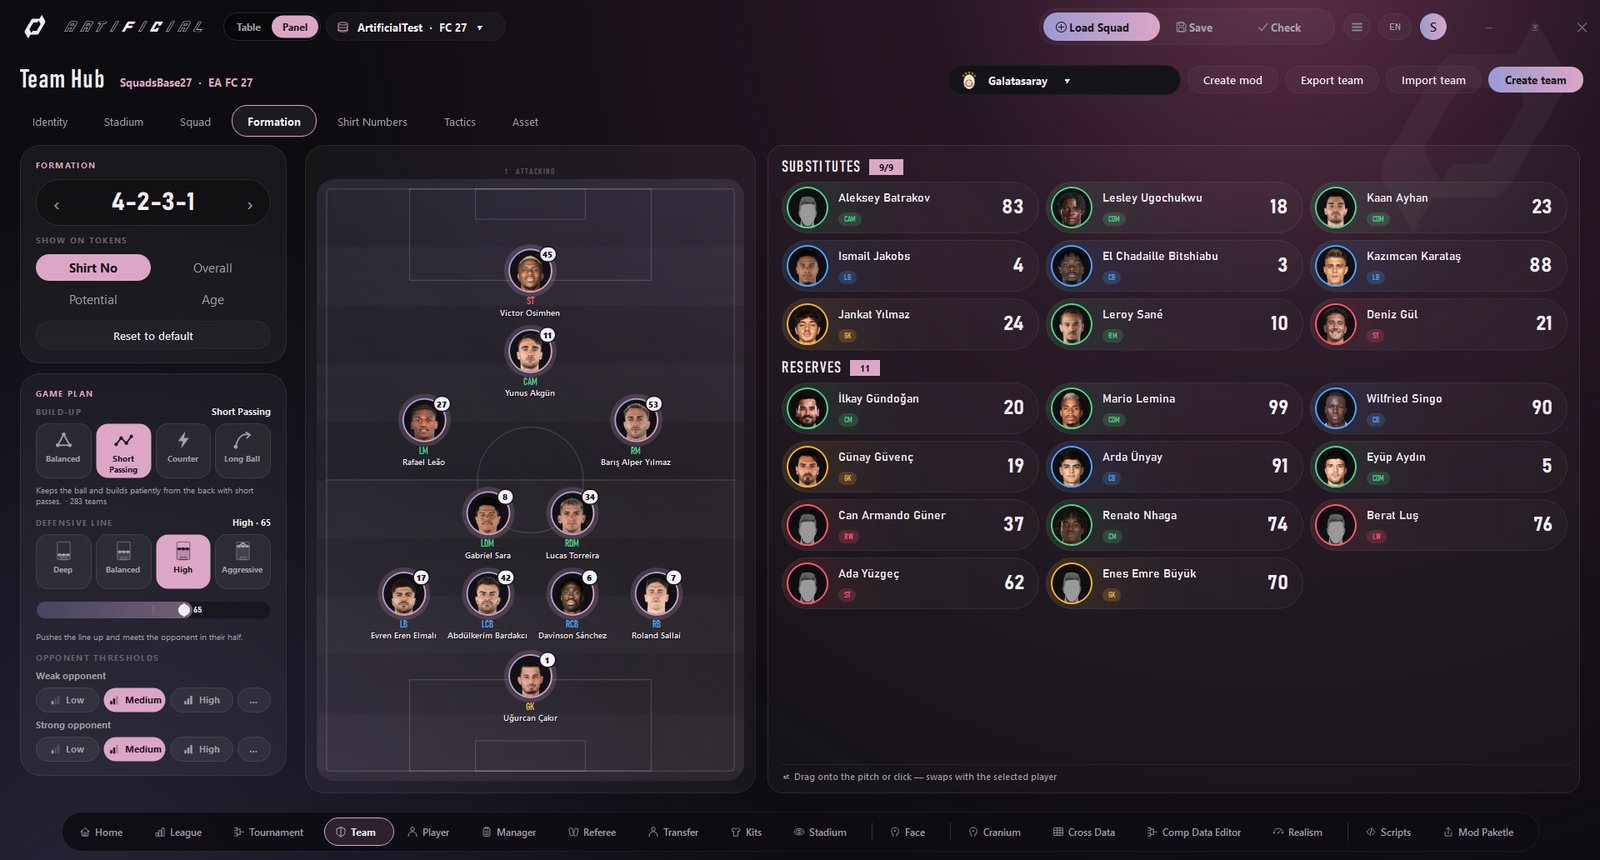 ARTIFICIAL
Table
Panel
ArtificialTest · FC 27
Load Squad
Save
Check
EN
S
Team Hub
SquadsBase27 · EA FC 27
Galatasaray
Create mod
Export team
Import team
Create team
Identity
Stadium
Squad
Formation
Shirt Numbers
Tactics
Asset
FORMATION
‹ 4-2-3-1 ›
SHOW ON TOKENS
Shirt No
Overall
Potential
Age
Reset to default
GAME PLAN
BUILD-UP
Short Passing
Balanced
Short
Passing
Counter
Long Ball
Keeps the ball and builds patiently from the back with short
passes. · 283 teams
DEFENSIVE LINE
High · 65
Deep
Balanced
High
Aggressive
65
Pushes the line up and meets the opponent in their half.
OPPONENT THRESHOLDS
Weak opponent
Low
Medium
High
...
Strong opponent
Low
Medium
High
...
↑ ATTACKING
45
ST
Victor Osimhen
11
CAM
Yunus Akgün
27
LM
Rafael Leão
53
RM
Barış Alper Yılmaz
8
LDM
Gabriel Sara
34
RDM
Lucas Torreira
17
LB
Evren Eren Elmalı
42
LCB
Abdülkerim Bardakcı
6
RCB
Davinson Sánchez
7
RB
Roland Sallai
1
GK
Uğurcan Çakır
SUBSTITUTES 9/9
Aleksey Batrakov
CAM
83
Lesley Ugochukwu
CDM
18
Kaan Ayhan
CDM
23
Ismail Jakobs
LB
4
El Chadaille Bitshiabu
CB
3
Kazımcan Karataş
LB
88
Jankat Yılmaz
GK
24
Leroy Sané
RM
10
Deniz Gül
ST
21
RESERVES 11
İlkay Gündoğan
CM
20
Mario Lemina
CDM
99
Wilfried Singo
CB
90
Günay Güvenç
GK
19
Arda Ünyay
CB
91
Eyüp Aydın
CDM
5
Can Armando Güner
RW
37
Renato Nhaga
CM
74
Berat Luş
LW
76
Ada Yüzgeç
ST
62
Enes Emre Büyük
GK
70
Drag onto the pitch or click — swaps with the selected player
Home
League
Tournament
Team
Player
Manager
Referee
Transfer
Kits
Stadium
Face
Cranium
Cross Data
Comp Data Editor
Realism
Scripts
Mod Paketle